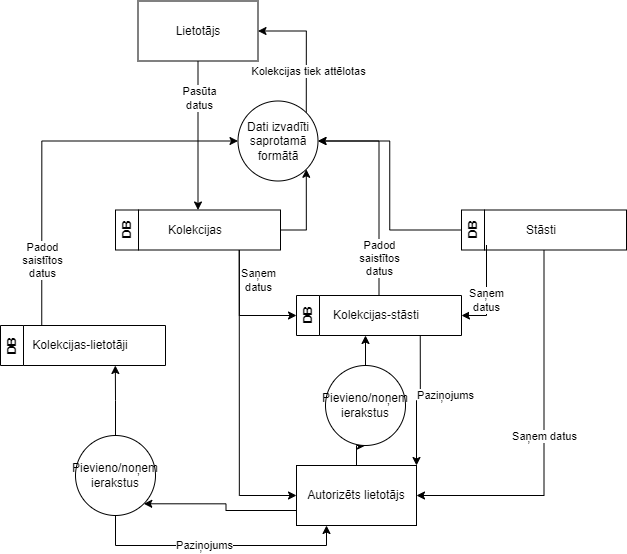 Lietotājs
Kolekcijas tiek attēlotas
Pasūta
datus
Dati izvadīti
saprotamā
formātā
DB
Kolekcijas
DB
Stāsti
Padod
saistītos
datus
Padod
saistītos
datus
Saņem
datus
Saņem
datus
DB
Kolekcijas-stāsti
DB
Kolekcijas-lietotāji
Pievieno/noņem
ierakstus
Paziņojums
Saņem datus
Pievieno/noņem
ierakstus
Autorizēts lietotājs
Paziņojums